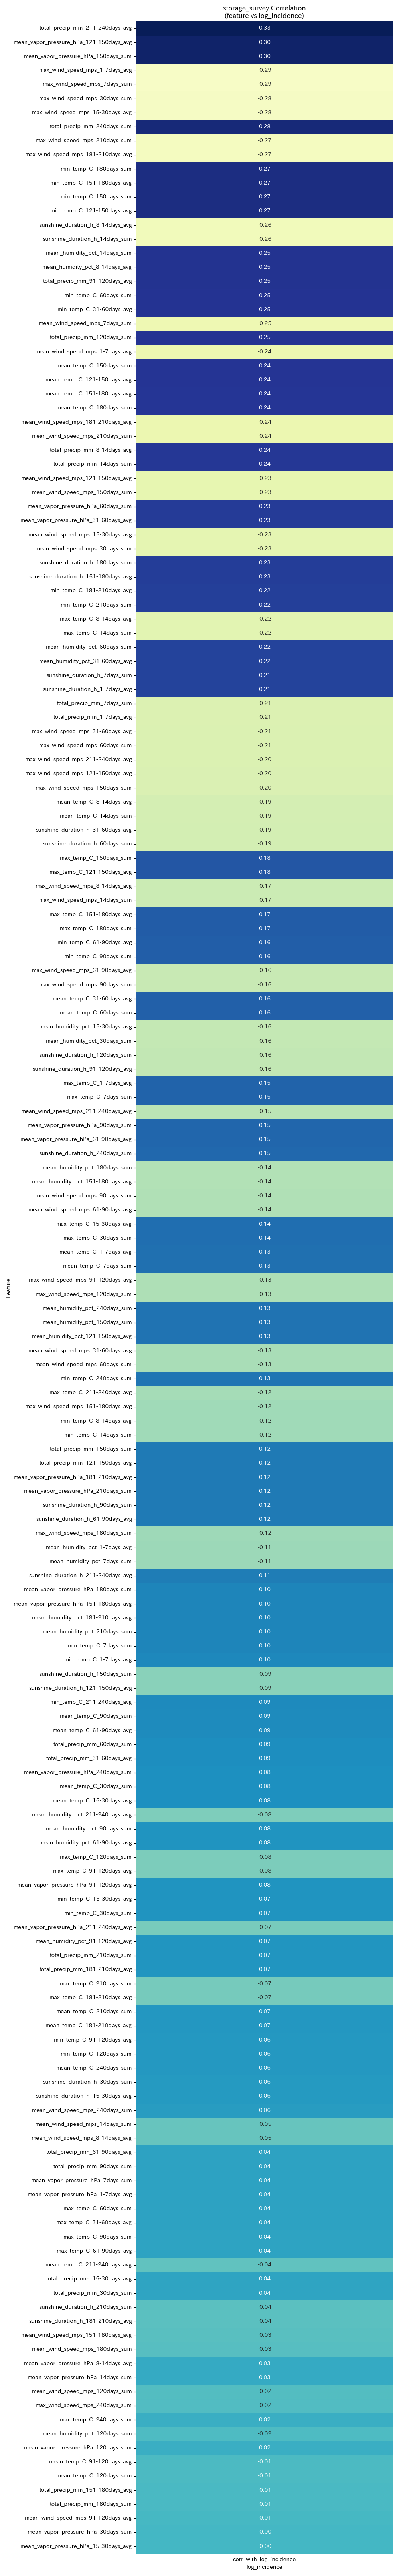 storage_survey Correlation
(feature vs log_incidence)
total_precip_mm_211-240days_avg 0.33
mean_vapor_pressure_hPa_121-150days_avg 0.30
mean_vapor_pressure_hPa_150days_sum 0.30
max_wind_speed_mps_1-7days_avg -0.29
max_wind_speed_mps_7days_sum -0.29
max_wind_speed_mps_30days_sum -0.28
max_wind_speed_mps_15-30days_avg -0.28
total_precip_mm_240days_sum 0.28
max_wind_speed_mps_210days_sum -0.27
max_wind_speed_mps_181-210days_avg -0.27
min_temp_C_180days_sum 0.27
min_temp_C_151-180days_avg 0.27
min_temp_C_150days_sum 0.27
min_temp_C_121-150days_avg 0.27
sunshine_duration_h_8-14days_avg -0.26
sunshine_duration_h_14days_sum -0.26
mean_humidity_pct_14days_sum 0.25
mean_humidity_pct_8-14days_avg 0.25
total_precip_mm_91-120days_avg 0.25
min_temp_C_60days_sum 0.25
min_temp_C_31-60days_avg 0.25
mean_wind_speed_mps_7days_sum -0.25
total_precip_mm_120days_sum 0.25
mean_wind_speed_mps_1-7days_avg -0.24
mean_temp_C_150days_sum 0.24
mean_temp_C_121-150days_avg 0.24
mean_temp_C_151-180days_avg 0.24
mean_temp_C_180days_sum 0.24
mean_wind_speed_mps_181-210days_avg -0.24
mean_wind_speed_mps_210days_sum -0.24
total_precip_mm_8-14days_avg 0.24
total_precip_mm_14days_sum 0.24
mean_wind_speed_mps_121-150days_avg -0.23
mean_wind_speed_mps_150days_sum -0.23
mean_vapor_pressure_hPa_60days_sum 0.23
mean_vapor_pressure_hPa_31-60days_avg 0.23
mean_wind_speed_mps_15-30days_avg -0.23
mean_wind_speed_mps_30days_sum -0.23
sunshine_duration_h_180days_sum 0.23
sunshine_duration_h_151-180days_avg 0.23
min_temp_C_181-210days_avg 0.22
min_temp_C_210days_sum 0.22
max_temp_C_8-14days_avg -0.22
max_temp_C_14days_sum -0.22
mean_humidity_pct_60days_sum 0.22
mean_humidity_pct_31-60days_avg 0.22
sunshine_duration_h_7days_sum 0.21
sunshine_duration_h_1-7days_avg 0.21
total_precip_mm_7days_sum -0.21
total_precip_mm_1-7days_avg -0.21
max_wind_speed_mps_31-60days_avg -0.21
max_wind_speed_mps_60days_sum -0.21
max_wind_speed_mps_211-240days_avg -0.20
max_wind_speed_mps_121-150days_avg -0.20
max_wind_speed_mps_150days_sum -0.20
mean_temp_C_8-14days_avg -0.19
mean_temp_C_14days_sum -0.19
sunshine_duration_h_31-60days_avg -0.19
sunshine_duration_h_60days_sum -0.19
max_temp_C_150days_sum 0.18
max_temp_C_121-150days_avg 0.18
max_wind_speed_mps_8-14days_avg -0.17
max_wind_speed_mps_14days_sum -0.17
max_temp_C_151-180days_avg 0.17
max_temp_C_180days_sum 0.17
min_temp_C_61-90days_avg 0.16
min_temp_C_90days_sum 0.16
max_wind_speed_mps_61-90days_avg -0.16
max_wind_speed_mps_90days_sum -0.16
mean_temp_C_31-60days_avg 0.16
mean_temp_C_60days_sum 0.16
mean_humidity_pct_15-30days_avg -0.16
mean_humidity_pct_30days_sum -0.16
sunshine_duration_h_120days_sum -0.16
sunshine_duration_h_91-120days_avg -0.16
max_temp_C_1-7days_avg 0.15
max_temp_C_7days_sum 0.15
mean_wind_speed_mps_211-240days_avg -0.15
mean_vapor_pressure_hPa_90days_sum 0.15
mean_vapor_pressure_hPa_61-90days_avg 0.15
sunshine_duration_h_240days_sum 0.15
mean_humidity_pct_180days_sum -0.14
mean_humidity_pct_151-180days_avg -0.14
mean_wind_speed_mps_90days_sum -0.14
mean_wind_speed_mps_61-90days_avg -0.14
max_temp_C_15-30days_avg 0.14
max_temp_C_30days_sum 0.14
mean_temp_C_1-7days_avg 0.13
mean_temp_C_7days_sum 0.13
Feature
max_wind_speed_mps_91-120days_avg -0.13
max_wind_speed_mps_120days_sum -0.13
mean_humidity_pct_240days_sum 0.13
mean_humidity_pct_150days_sum 0.13
mean_humidity_pct_121-150days_avg 0.13
mean_wind_speed_mps_31-60days_avg -0.13
mean_wind_speed_mps_60days_sum -0.13
min_temp_C_240days_sum 0.13
max_temp_C_211-240days_avg -0.12
max_wind_speed_mps_151-180days_avg -0.12
min_temp_C_8-14days_avg -0.12
min_temp_C_14days_sum -0.12
total_precip_mm_150days_sum 0.12
total_precip_mm_121-150days_avg 0.12
mean_vapor_pressure_hPa_181-210days_avg 0.12
mean_vapor_pressure_hPa_210days_sum 0.12
sunshine_duration_h_90days_sum 0.12
sunshine_duration_h_61-90days_avg 0.12
max_wind_speed_mps_180days_sum -0.12
mean_humidity_pct_1-7days_avg -0.11
mean_humidity_pct_7days_sum -0.11
sunshine_duration_h_211-240days_avg 0.11
mean_vapor_pressure_hPa_180days_sum 0.10
mean_vapor_pressure_hPa_151-180days_avg 0.10
mean_humidity_pct_181-210days_avg 0.10
mean_humidity_pct_210days_sum 0.10
min_temp_C_7days_sum 0.10
min_temp_C_1-7days_avg 0.10
sunshine_duration_h_150days_sum -0.09
sunshine_duration_h_121-150days_avg -0.09
min_temp_C_211-240days_avg 0.09
mean_temp_C_90days_sum 0.09
mean_temp_C_61-90days_avg 0.09
total_precip_mm_60days_sum 0.09
total_precip_mm_31-60days_avg 0.09
mean_vapor_pressure_hPa_240days_sum 0.08
mean_temp_C_30days_sum 0.08
mean_temp_C_15-30days_avg 0.08
mean_humidity_pct_211-240days_avg -0.08
mean_humidity_pct_90days_sum 0.08
mean_humidity_pct_61-90days_avg 0.08
max_temp_C_120days_sum -0.08
max_temp_C_91-120days_avg -0.08
mean_vapor_pressure_hPa_91-120days_avg 0.08
min_temp_C_15-30days_avg 0.07
min_temp_C_30days_sum 0.07
mean_vapor_pressure_hPa_211-240days_avg -0.07
mean_humidity_pct_91-120days_avg 0.07
total_precip_mm_210days_sum 0.07
total_precip_mm_181-210days_avg 0.07
max_temp_C_210days_sum -0.07
max_temp_C_181-210days_avg -0.07
mean_temp_C_210days_sum 0.07
mean_temp_C_181-210days_avg 0.07
min_temp_C_91-120days_avg 0.06
min_temp_C_120days_sum 0.06
mean_temp_C_240days_sum 0.06
sunshine_duration_h_30days_sum 0.06
sunshine_duration_h_15-30days_avg 0.06
mean_wind_speed_mps_240days_sum 0.06
mean_wind_speed_mps_14days_sum -0.05
mean_wind_speed_mps_8-14days_avg -0.05
total_precip_mm_61-90days_avg 0.04
total_precip_mm_90days_sum 0.04
mean_vapor_pressure_hPa_7days_sum 0.04
mean_vapor_pressure_hPa_1-7days_avg 0.04
max_temp_C_60days_sum 0.04
max_temp_C_31-60days_avg 0.04
max_temp_C_90days_sum 0.04
max_temp_C_61-90days_avg 0.04
mean_temp_C_211-240days_avg -0.04
total_precip_mm_15-30days_avg 0.04
total_precip_mm_30days_sum 0.04
sunshine_duration_h_210days_sum -0.04
sunshine_duration_h_181-210days_avg -0.04
mean_wind_speed_mps_151-180days_avg -0.03
mean_wind_speed_mps_180days_sum -0.03
mean_vapor_pressure_hPa_8-14days_avg 0.03
mean_vapor_pressure_hPa_14days_sum 0.03
mean_wind_speed_mps_120days_sum -0.02
max_wind_speed_mps_240days_sum -0.02
max_temp_C_240days_sum 0.02
mean_humidity_pct_120days_sum -0.02
mean_vapor_pressure_hPa_120days_sum 0.02
mean_temp_C_91-120days_avg -0.01
mean_temp_C_120days_sum -0.01
total_precip_mm_151-180days_avg -0.01
total_precip_mm_180days_sum -0.01
mean_wind_speed_mps_91-120days_avg -0.01
mean_vapor_pressure_hPa_30days_sum -0.00
mean_vapor_pressure_hPa_15-30days_avg -0.00
corr_with_log_incidence
log_incidence